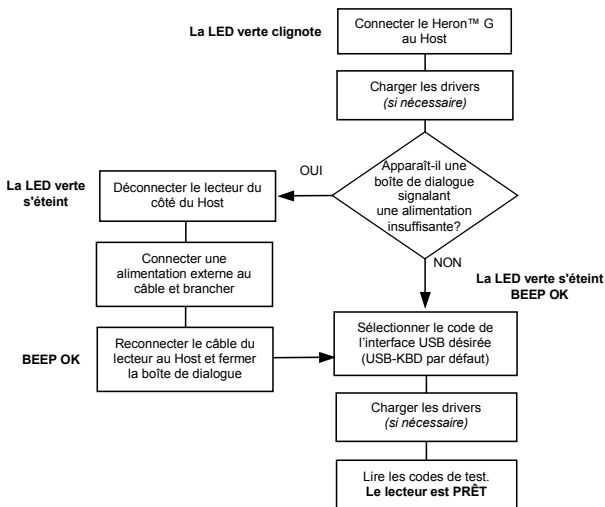 La LED verte clignote
Connecter le Heron™ G
au Host
Charger les drivers
(si nécessaire)
Apparaît-il une
boîte de dialogue
signalant
une alimentation
insuffisante?
OUI
La LED verte
s'éteint
Déconnecter le lecteur du
côté du Host
Connecter une
alimentation externe au
câble et brancher
BEEP OK
Reconnecter le câble du
lecteur au Host et fermer
la boîte de dialogue
NON
La LED verte s'éteint
BEEP OK
Sélectionner le code de
l'interface USB désirée
(USB-KBD par défaut)
Charger les drivers
(si nécessaire)
Lire les codes de test.
Le lecteur est PRÊT